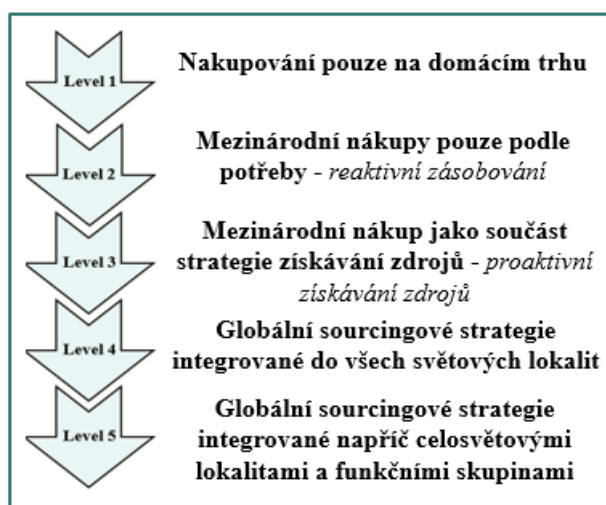 Level 1
Nakupování pouze na domácím trhu
Level 2
Mezinárodní nákupy pouze podle
potřeby - reaktivní zásobování
Level 3
Mezinárodní nákup jako součást
strategie získávání zdrojů - proaktivní
získávání zdrojů
Level 4
Globální sourcingové strategie
integrované do všech světových lokalit
Level 5
Globální sourcingové strategie
integrované napříč celosvětovými
lokalitami a funkčními skupinami